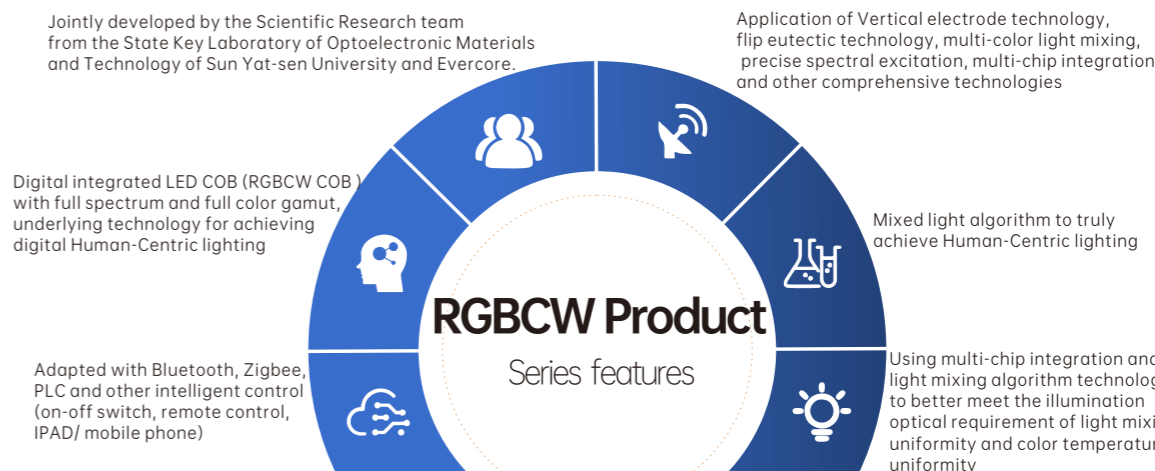 Jointly developed by the Scientific Research team
from the State Key Laboratory of Optoelectronic Materials
and Technology of Sun Yat-sen University and Evercore.
Application of Vertical electrode technology,
flip eutectic technology, multi-color light mixing,
precise spectral excitation, multi-chip integration
and other comprehensive technologies
Digital integrated LED COB (RGBCW COB )
with full spectrum and full color gamut,
underlying technology for achieving
digital Human-Centric lighting
Mixed light algorithm to truly
achieve Human-Centric lighting
RGBCW Product
Series features
Adapted with Bluetooth, Zigbee,
PLC and other intelligent control
(on-off switch, remote control,
IPAD/ mobile phone)
Using multi-chip integration and
light mixing algorithm
to better meet the illumination
optical requirement of light
uniformity and color
uniformity